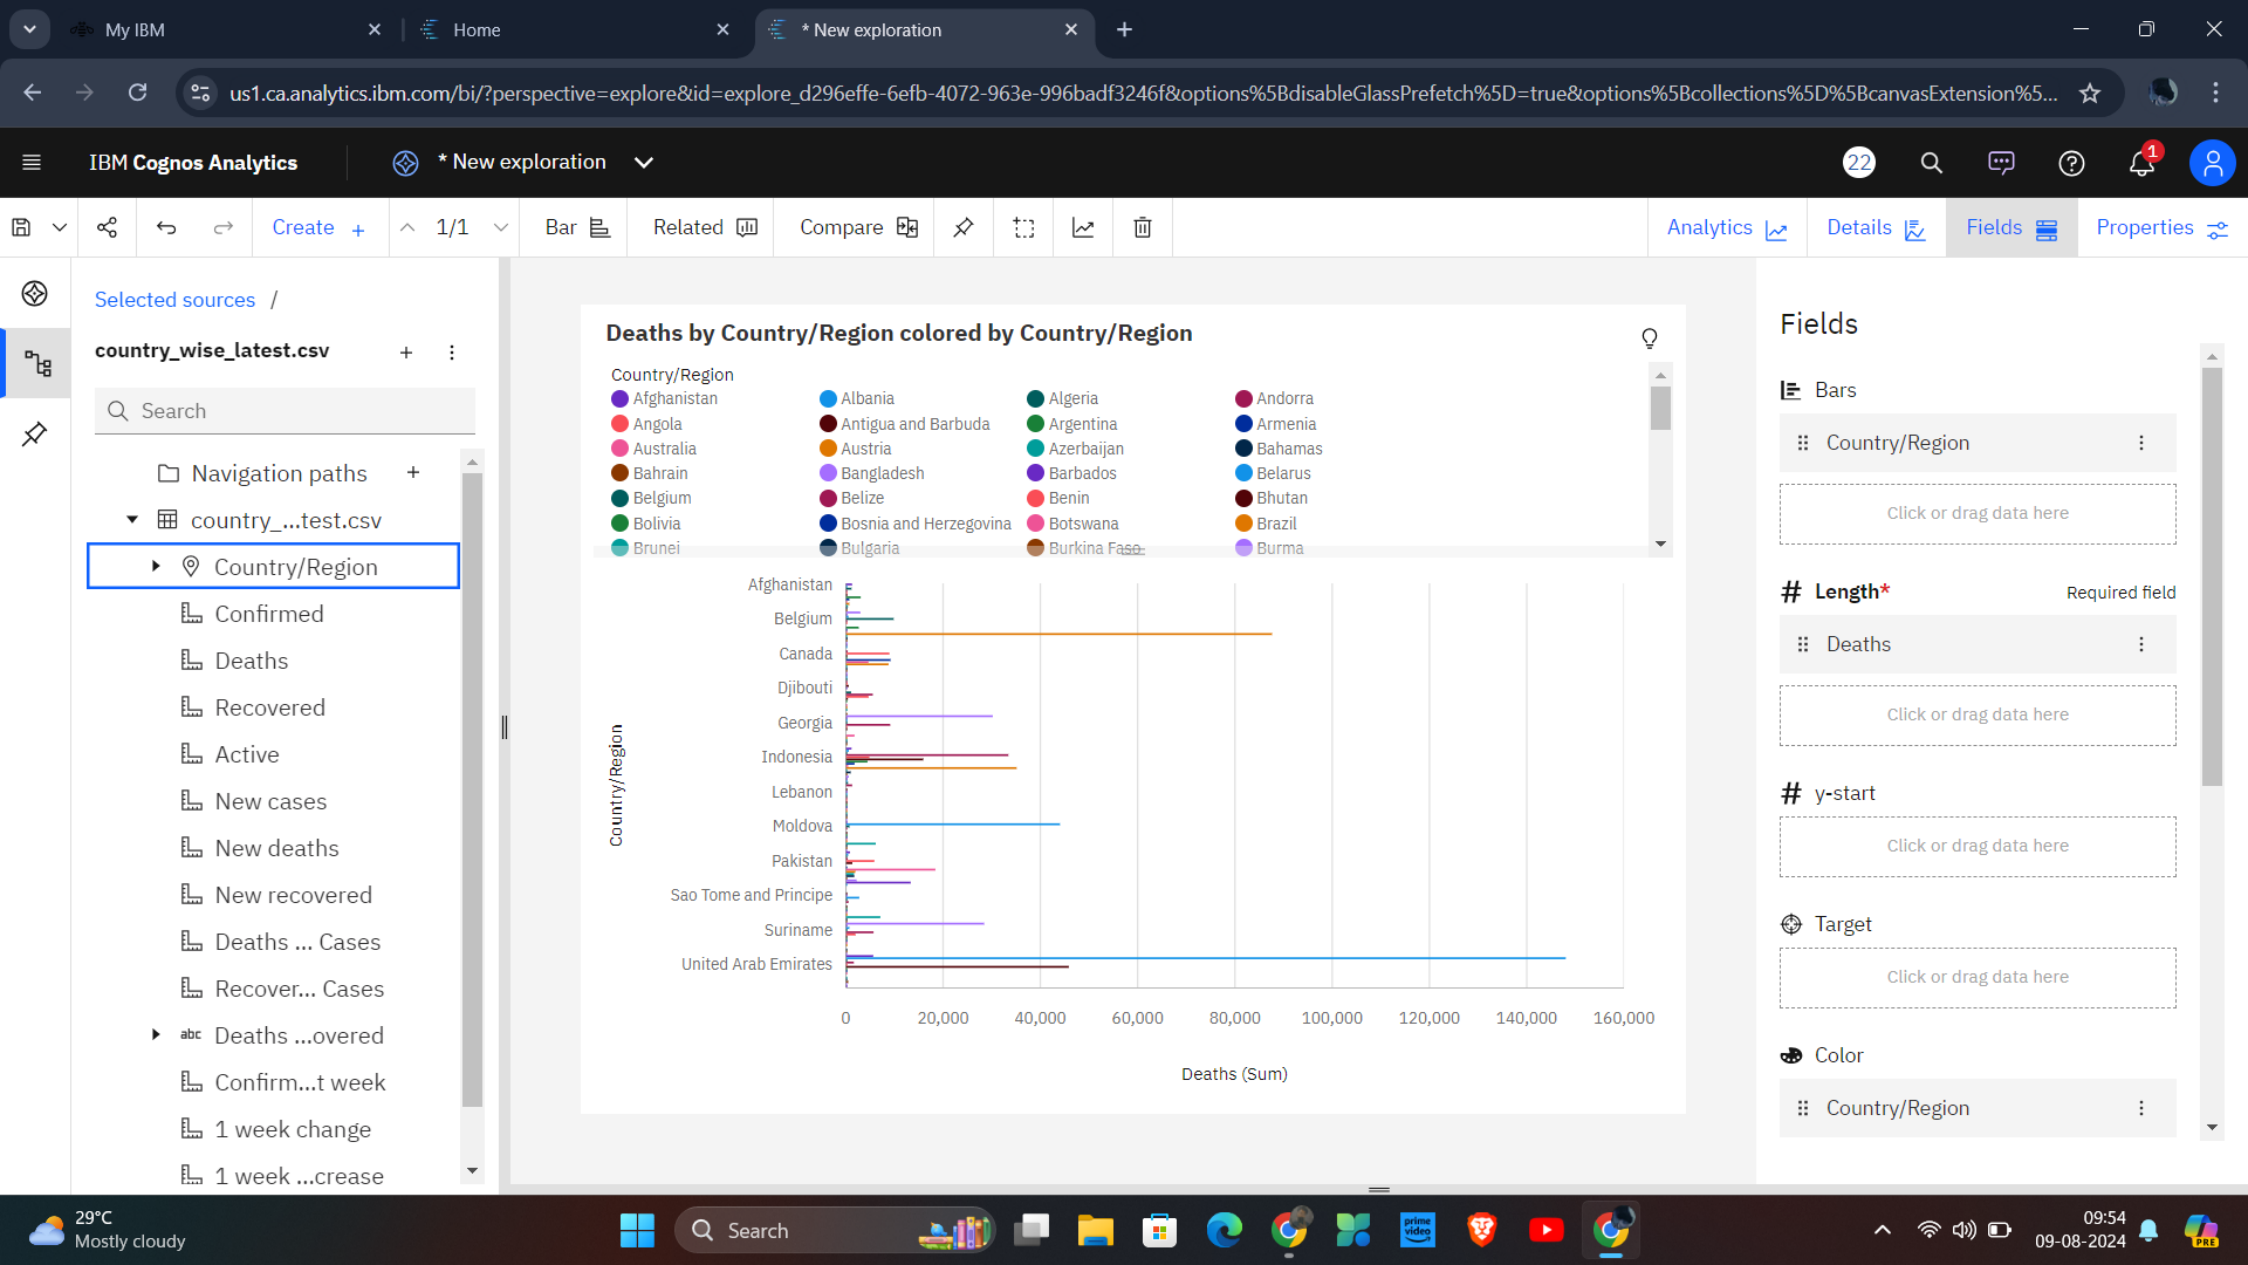 My IBM
Home
* New exploration
us1.ca.analytics.ibm.com/bi/?perspective=explore&id=explore_d296effe-6efb-4072-963e-996badf3246f&options%5BdisableGlassPrefetch%5D=true&options%5Bcollections%5D%5BcanvasExtension%5...
IBM Cognos Analytics
* New exploration
22
1
Create +
1/1
Bar
Related
Compare
Analytics
Details
Fields
Properties
Selected sources /
country_wise_latest.csv
Search
Navigation paths
country_...test.csv
Country/Region
Confirmed
Deaths
Recovered
Active
New cases
New deaths
New recovered
Deaths ... Cases
Recover... Cases
abc Deaths ...overed
Confirm...t week
1 week change
1 week ...crease
Deaths by Country/Region colored by Country/Region
Country/Region
Afghanistan Albania Algeria Andorra
Angola Antigua and Barbuda Argentina Armenia
Australia Austria Azerbaijan Bahamas
Bahrain Bangladesh Barbados Belarus
Belgium Belize Benin Bhutan
Bolivia Bosnia and Herzegovina Botswana Brazil
Brunei Bulgaria Burkina Faso Burma
Country/Region
Afghanistan
Belgium
Canada
Djibouti
Georgia
Indonesia
Lebanon
Moldova
Pakistan
Sao Tome and Principe
Suriname
United Arab Emirates
0 20,000 40,000 60,000 80,000 100,000 120,000 140,000 160,000
Deaths (Sum)
Fields
Bars
Country/Region
Click or drag data here
# Length* Required field
Deaths
Click or drag data here
# y-start
Click or drag data here
Target
Click or drag data here
Color
Country/Region
29°C
Mostly cloudy
Search
prime video
PRE
09:54
09-08-2024